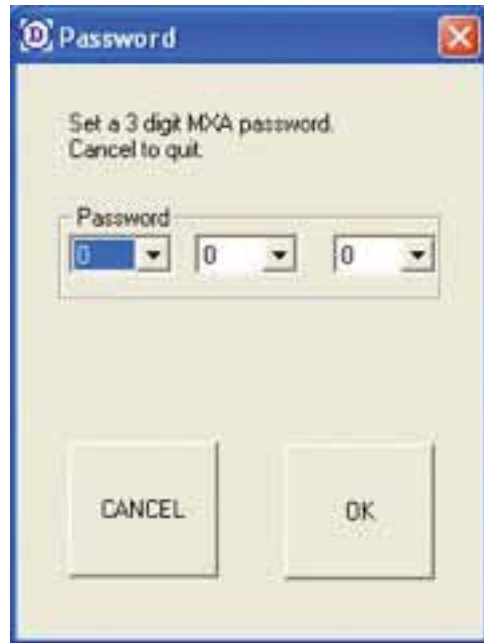 D Password
Set a 3 digit MXA password.
Cancel to quit.
Password
0 0 0
CANCEL OK